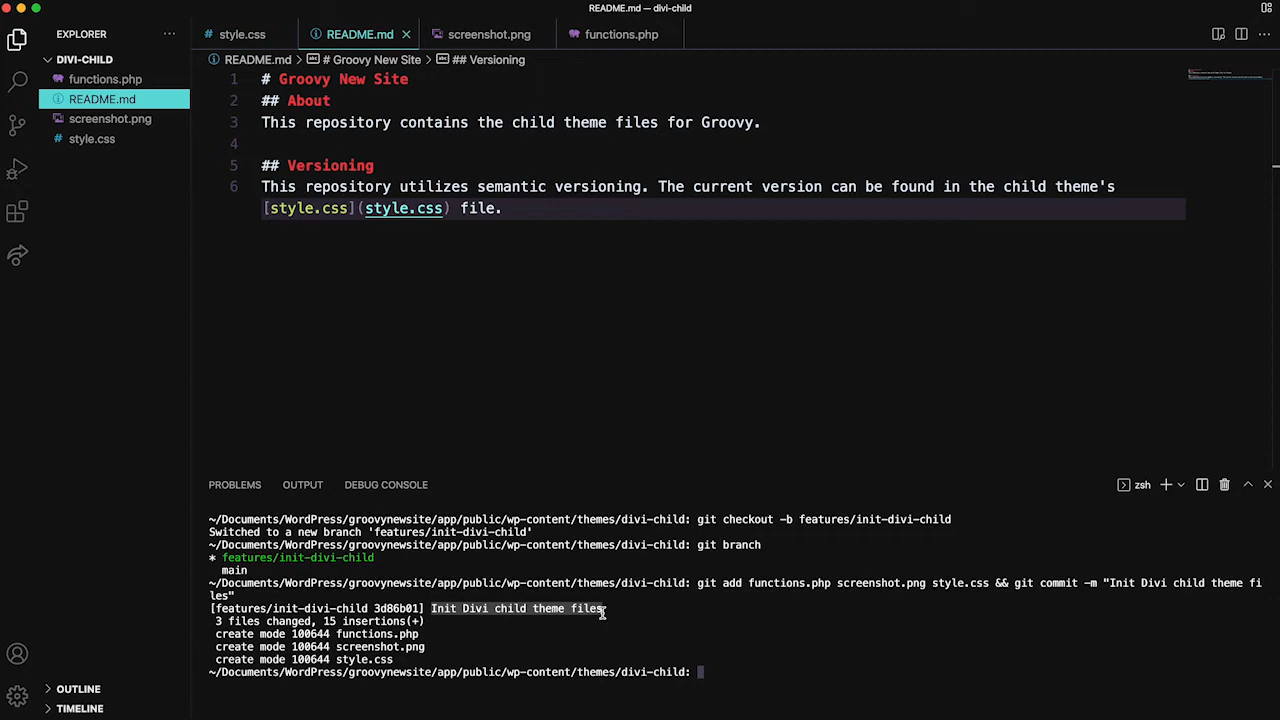 README.md — divi-child
EXPLORER
style.css
README.md
screenshot.png
functions.php
DIVI-CHILD
functions.php
README.md
screenshot.png
style.css
README.md > # Groovy New Site > ## Versioning
1 # Groovy New Site
2 ## About
3 This repository contains the child theme files for Groovy.
4
5 ## Versioning
6 This repository utilizes semantic versioning. The current version can be found in the child theme's
[style.css](style.css) file.
PROBLEMS OUTPUT DEBUG CONSOLE
zsh
~/Documents/WordPress/groovynewsite/app/public/wp-content/themes/divi-child: git checkout -b features/init-divi-child
Switched to a new branch 'features/init-divi-child'
~/Documents/WordPress/groovynewsite/app/public/wp-content/themes/divi-child: git branch
* features/init-divi-child
main
~/Documents/WordPress/groovynewsite/app/public/wp-content/themes/divi-child: git add functions.php screenshot.png style.css && git commit -m "Init Divi child theme fi
les"
[features/init-divi-child 3d86b01] Init Divi child theme files
3 files changed, 15 insertions(+)
create mode 100644 functions.php
create mode 100644 screenshot.png
create mode 100644 style.css
~/Documents/WordPress/groovynewsite/app/public/wp-content/themes/divi-child:
OUTLINE
TIMELINE